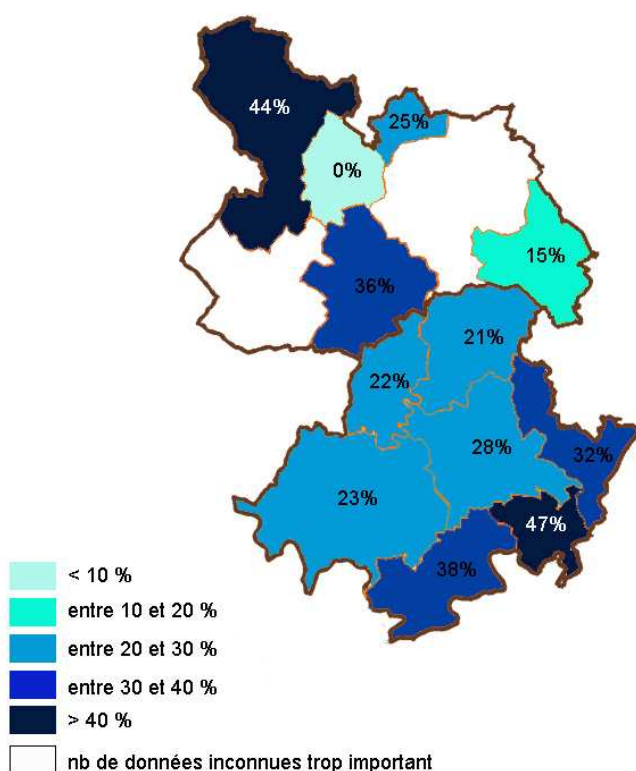 44%
25%
0%
15%
36%
21%
22%
28%
32%
23%
47%
38%
< 10 %
entre 10 et 20 %
entre 20 et 30 %
entre 30 et 40 %
> 40 %
nb de données inconnues trop important